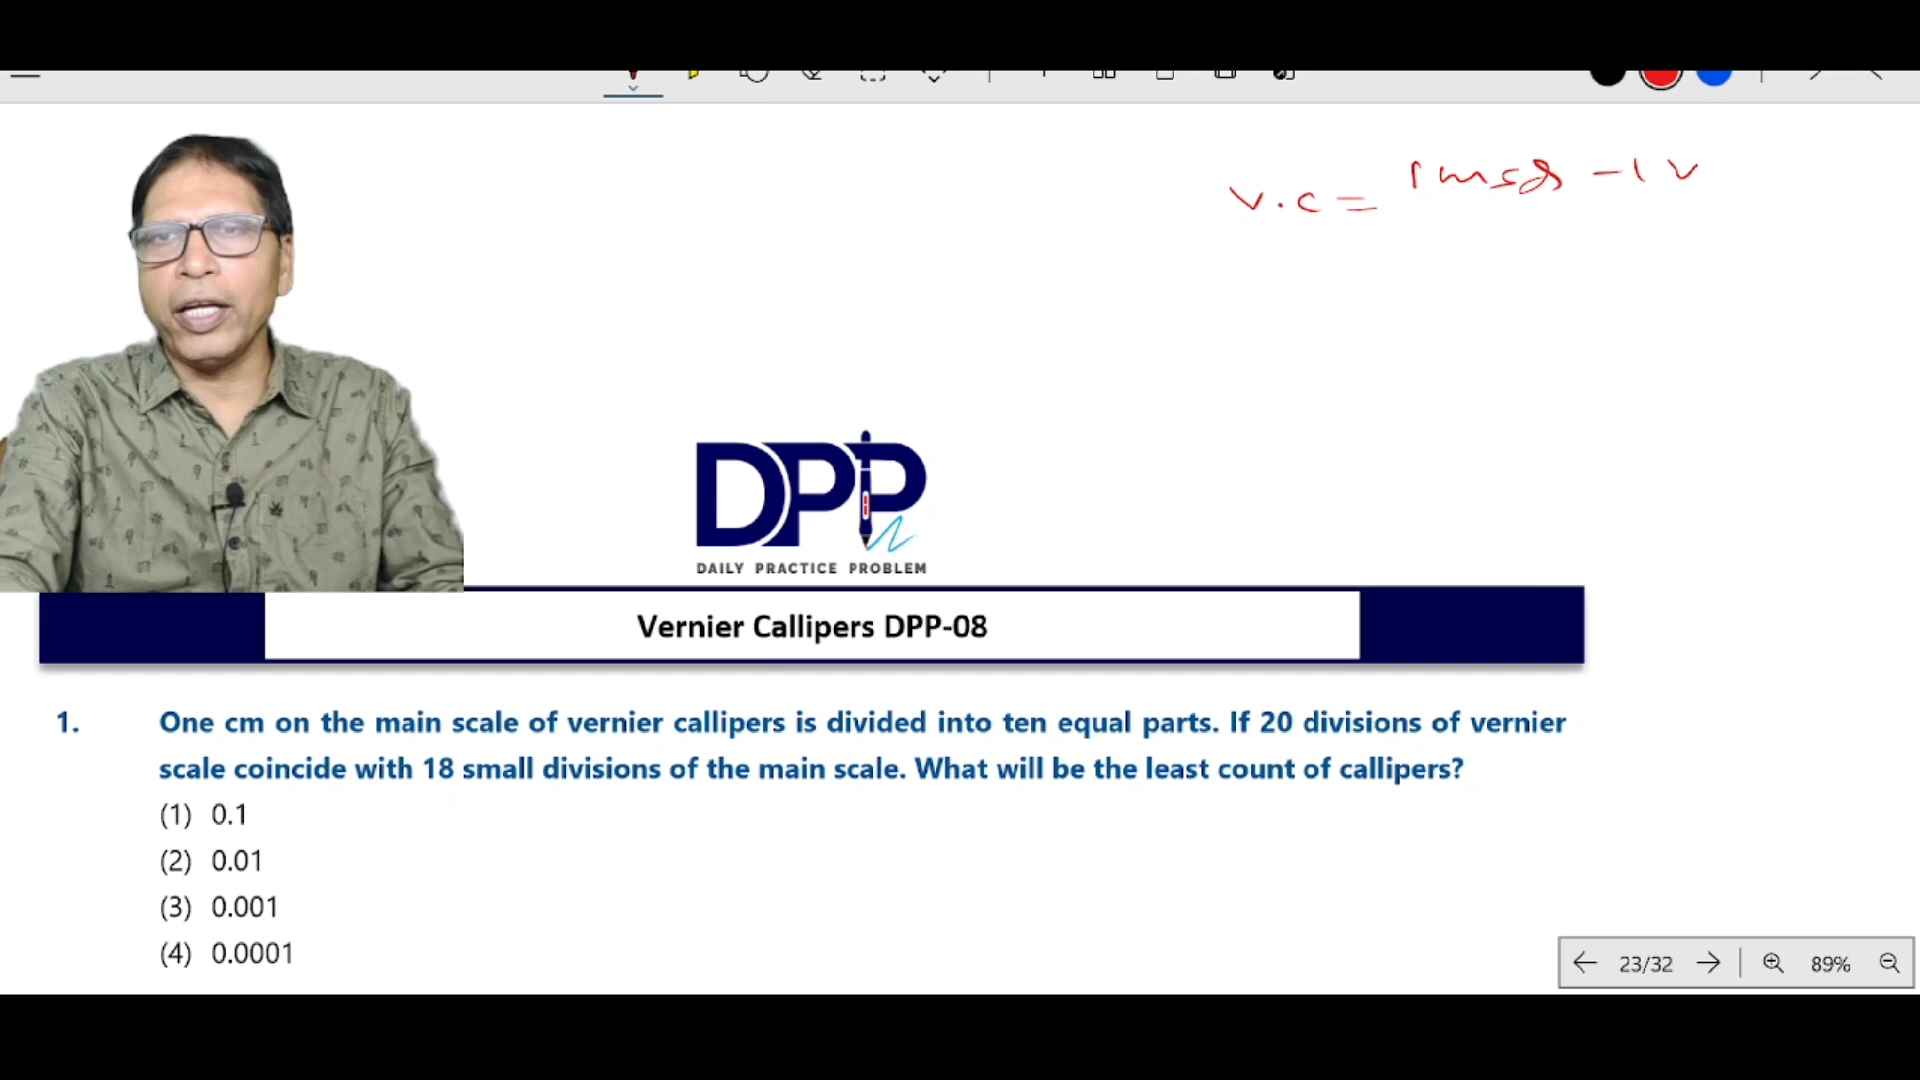 V.C = 1 msd - 1 V
DPP
DAILY PRACTICE PROBLEM
Vernier Callipers DPP-08
1. One cm on the main scale of vernier callipers is divided into ten equal parts. If 20 divisions of vernier
scale coincide with 18 small divisions of the main scale. What will be the least count of callipers?
(1) 0.1
(2) 0.01
(3) 0.001
(4) 0.0001
23/32 89%